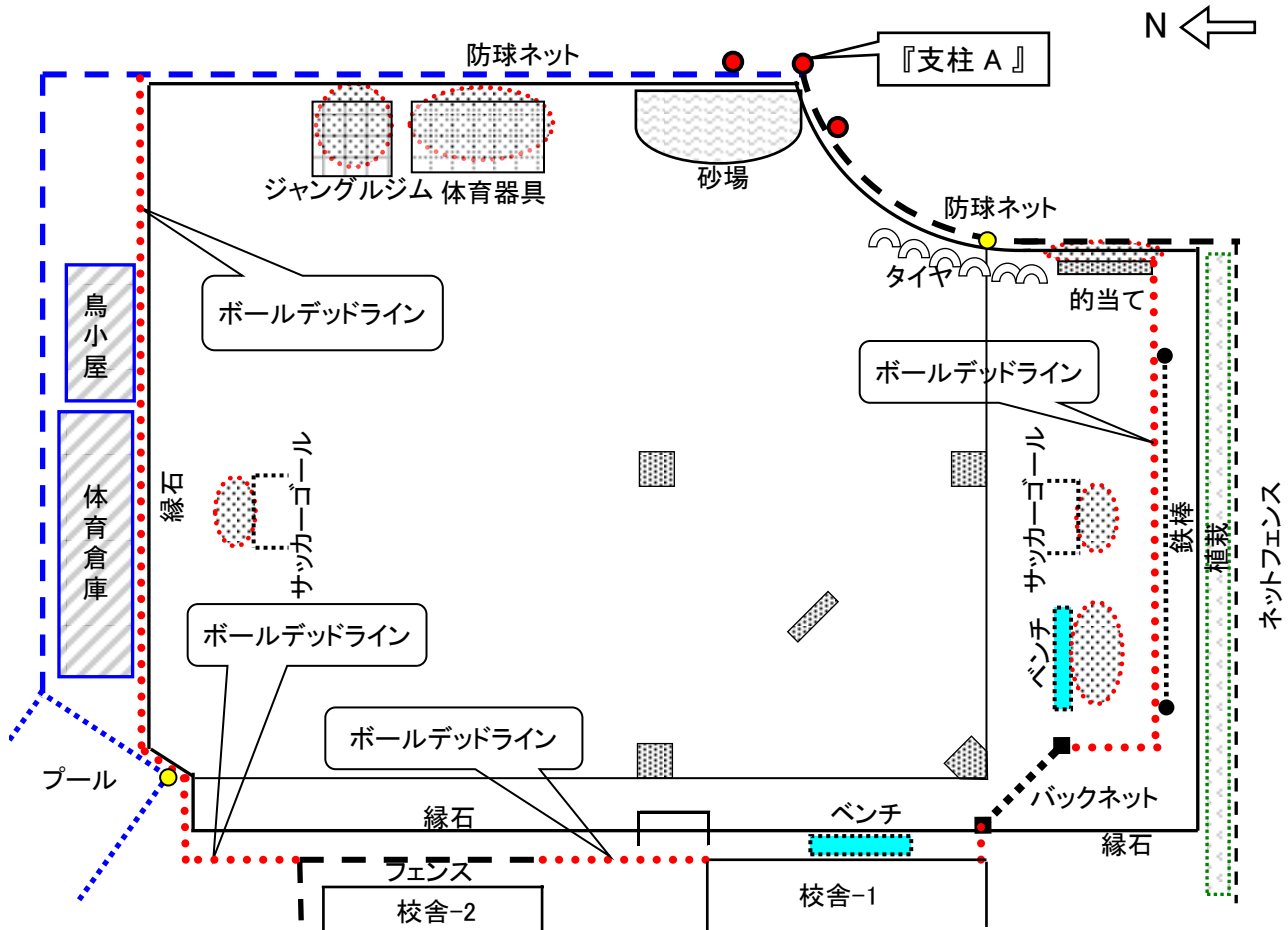 N
防球ネット
『支柱 A 』
ジャングルジム
体育器具
砂場
防球ネット
タイヤ
的当て
ボールデッドライン
ボールデッドライン
鳥小屋
体育倉庫
縁石
サッカーゴール
サッカーゴール
鉄棒
植栽
ネットフェンス
ボールデッドライン
ベンチ
ボールデッドライン
プール
バックネット
縁石
ベンチ
縁石
フェンス
校舎-2
校舎-1